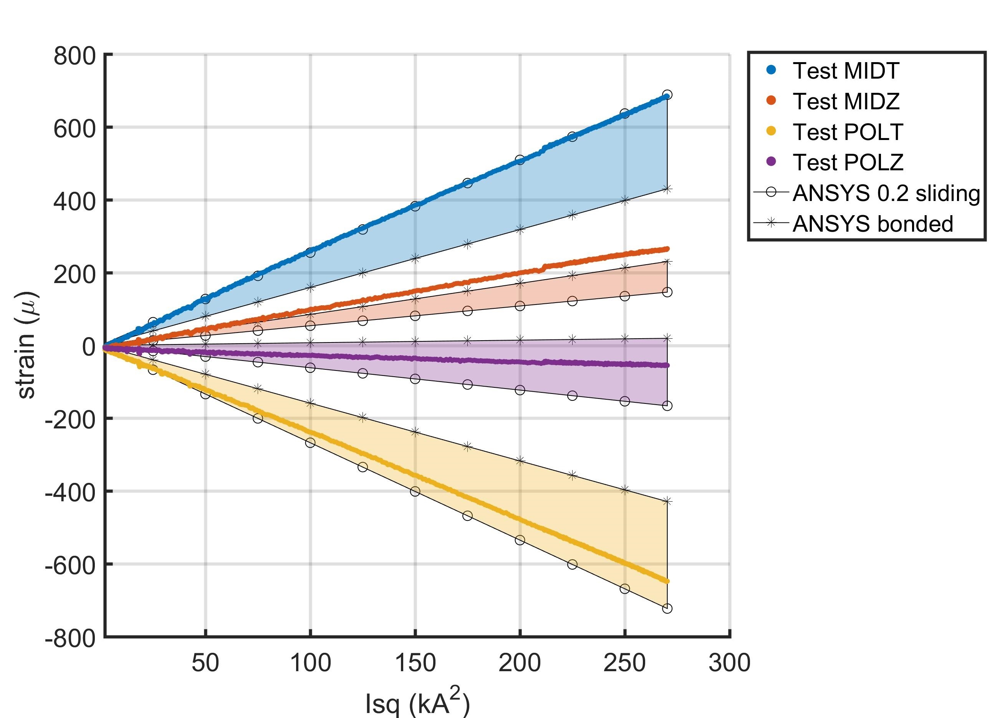 800
600
400
200
0
-200
-400
-600
-800
strain (μ)
50 100 150 200 250 300
Isq (kA²)
Test MIDT
Test MIDZ
Test POLT
Test POLZ
ANSYS 0.2 sliding
ANSYS bonded